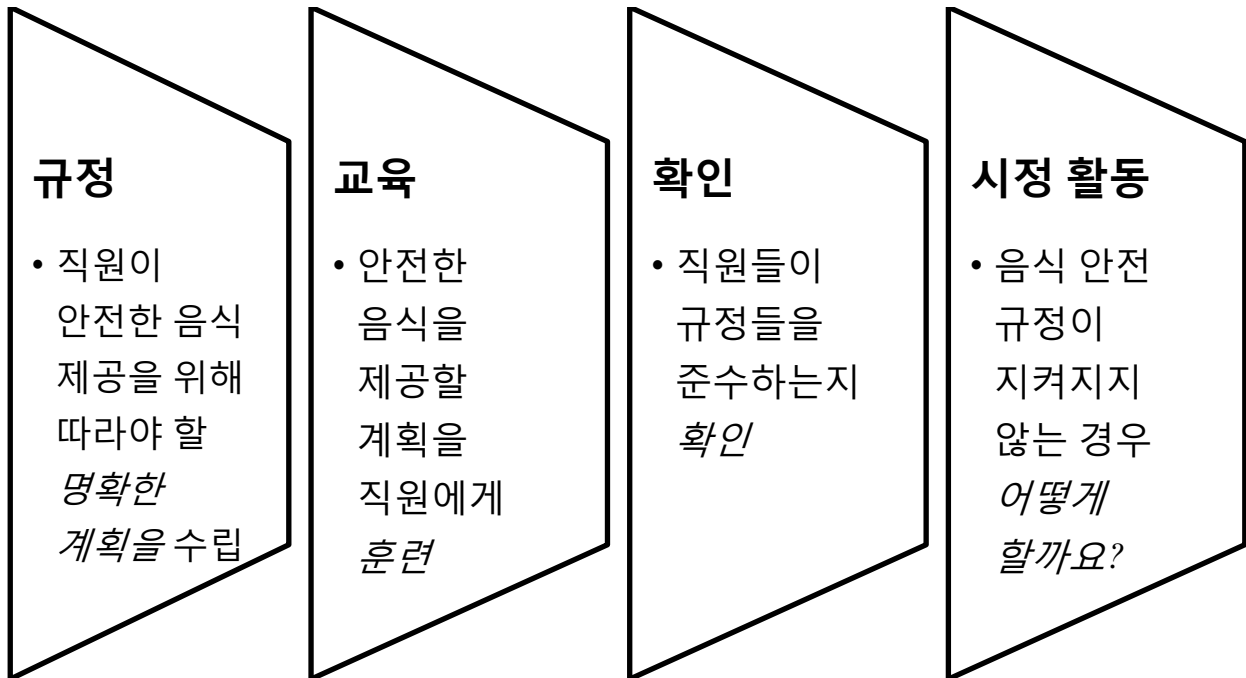 규정
• 직원이
안전한 음식
제공을 위해
따라야 할
명확한
계획을 수립
교육
• 안전한
음식을
제공할
계획을
직원에게
훈련
확인
• 직원들이
규정들을
준수하는지
확인
시정 활동
• 음식 안전
규정이
지켜지지
않는 경우
어떻게
할까요?